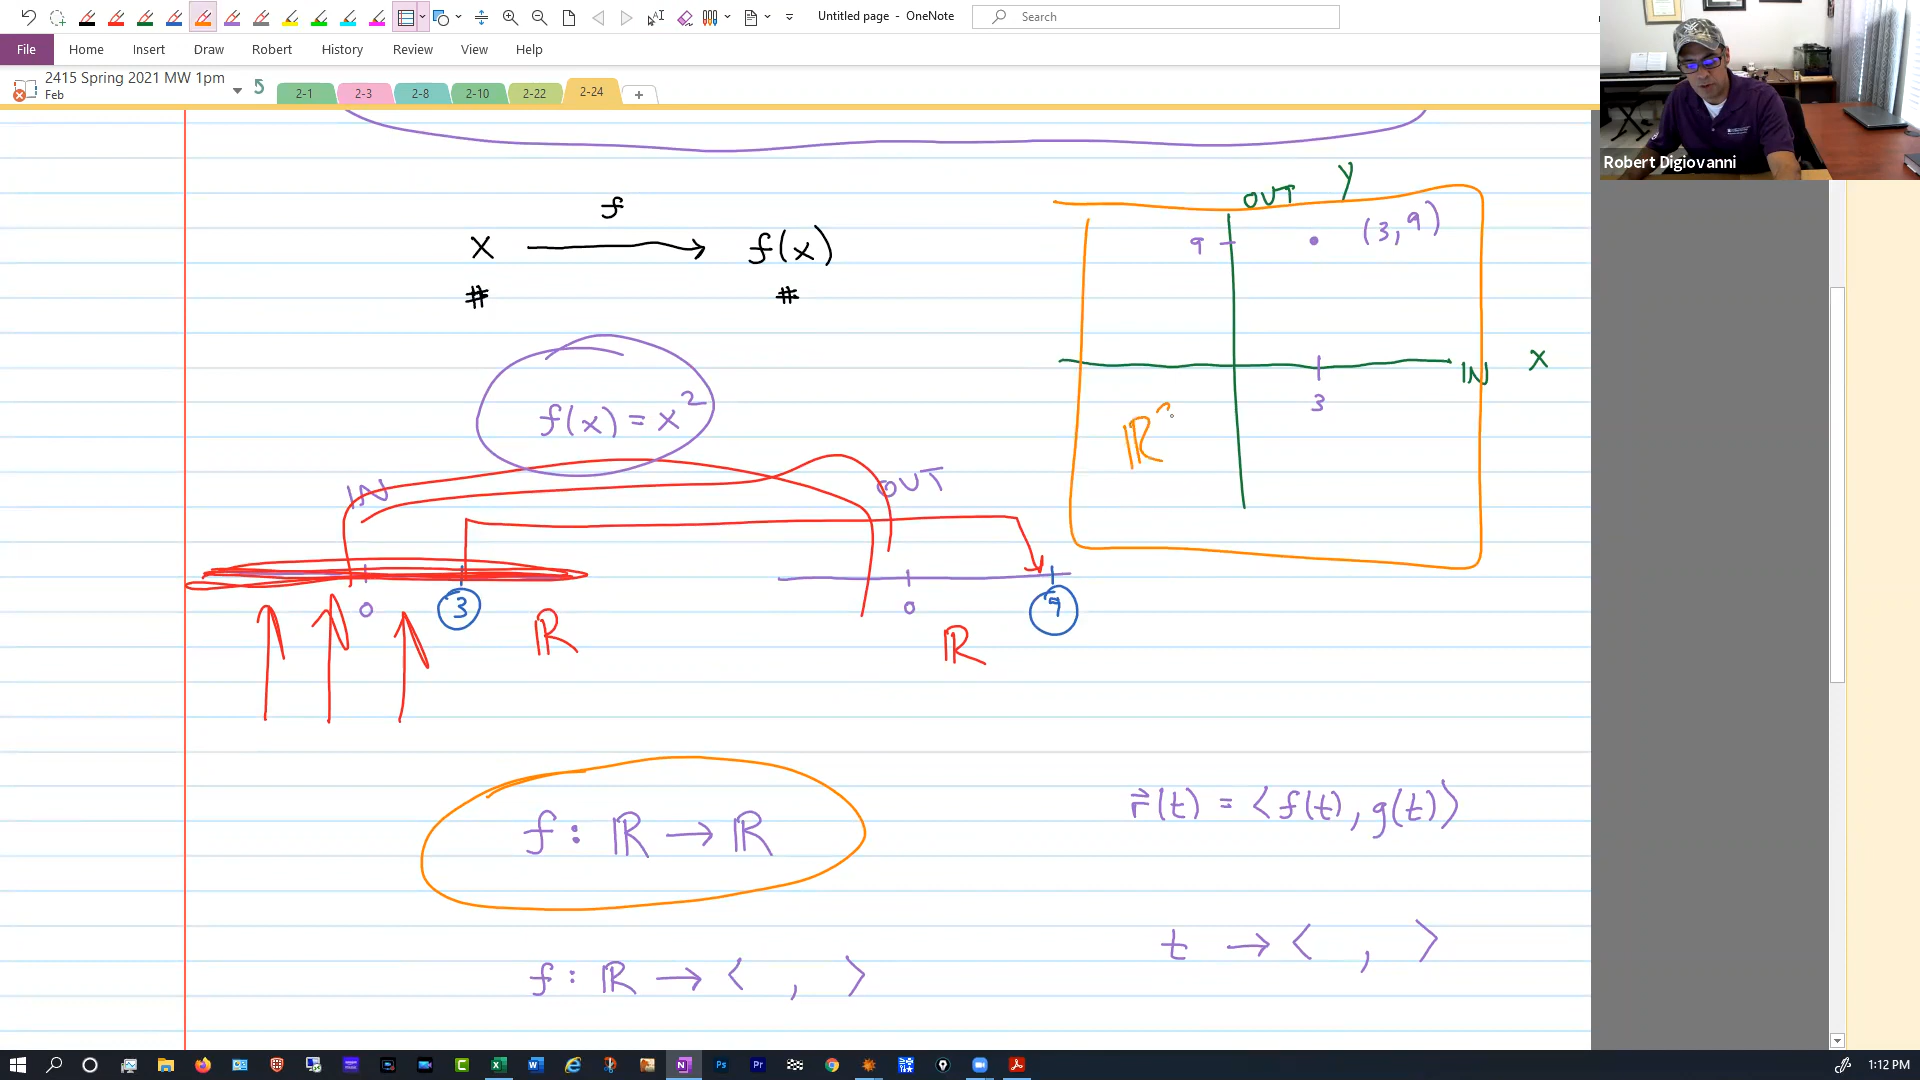 Untitled page - OneNote
Search
File Home Insert Draw Robert History Review View Help
2415 Spring 2021 MW 1pm
Feb
2-1 2-3 2-8 2-10 2-22 2-24
Robert Digiovanni
OUT y
f
x → f(x)
# #
9 (3, 9)
IN x
3
f(x) = x²
ℝ
IN OUT
0 3 ℝ
0 9
ℝ
f : ℝ → ℝ
r⃗(t) = ⟨f(t), g(t)⟩
t → ⟨ , ⟩
f : ℝ → ⟨ , ⟩
1:12 PM